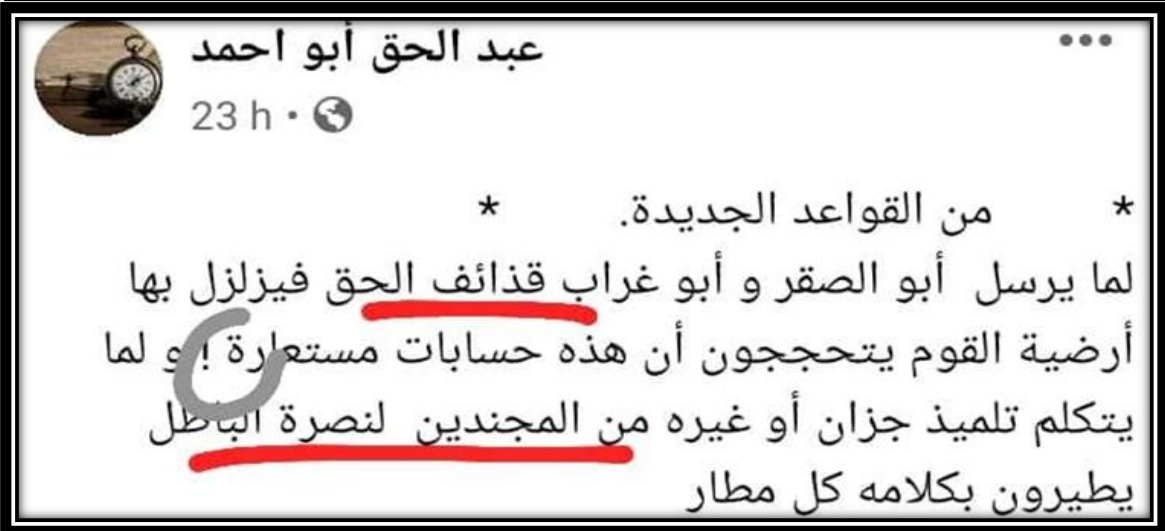 عبد الحق أبو احمد
23 h
* من القواعد الجديدة. *
لما يرسل أبو الصقر و أبو غراب قذائف الحق فيزلزل بها
أرضية القوم يتحججون أن هذه حسابات مستعارة ! و لما
يتكلم تلميذ جزان أو غيره من المجندين لنصرة الباطل
يطيرون بكلامه كل مطار